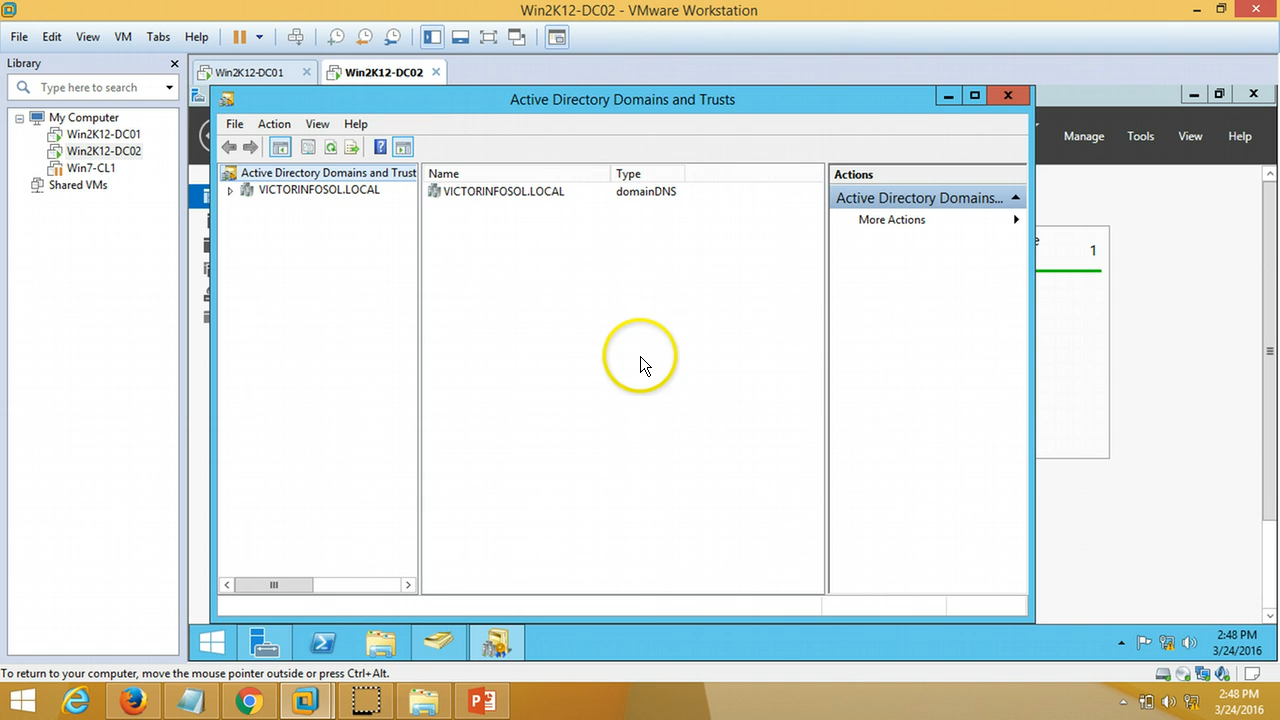 Win2K12-DC02 - VMware Workstation
File Edit View VM Tabs Help
Library
Type here to search
My Computer
Win2K12-DC01
Win2K12-DC02
Win7-CL1
Shared VMs
Win2K12-DC01
Win2K12-DC02
Active Directory Domains and Trusts
File Action View Help
Manage Tools View Help
Active Directory Domains and Trust
VICTORINFOSOL.LOCAL
Name Type
VICTORINFOSOL.LOCAL domainDNS
Actions
Active Directory Domains...
More Actions
e 1
2:48 PM
3/24/2016
To return to your computer, move the mouse pointer outside or press Ctrl+Alt.
2:48 PM
3/24/2016